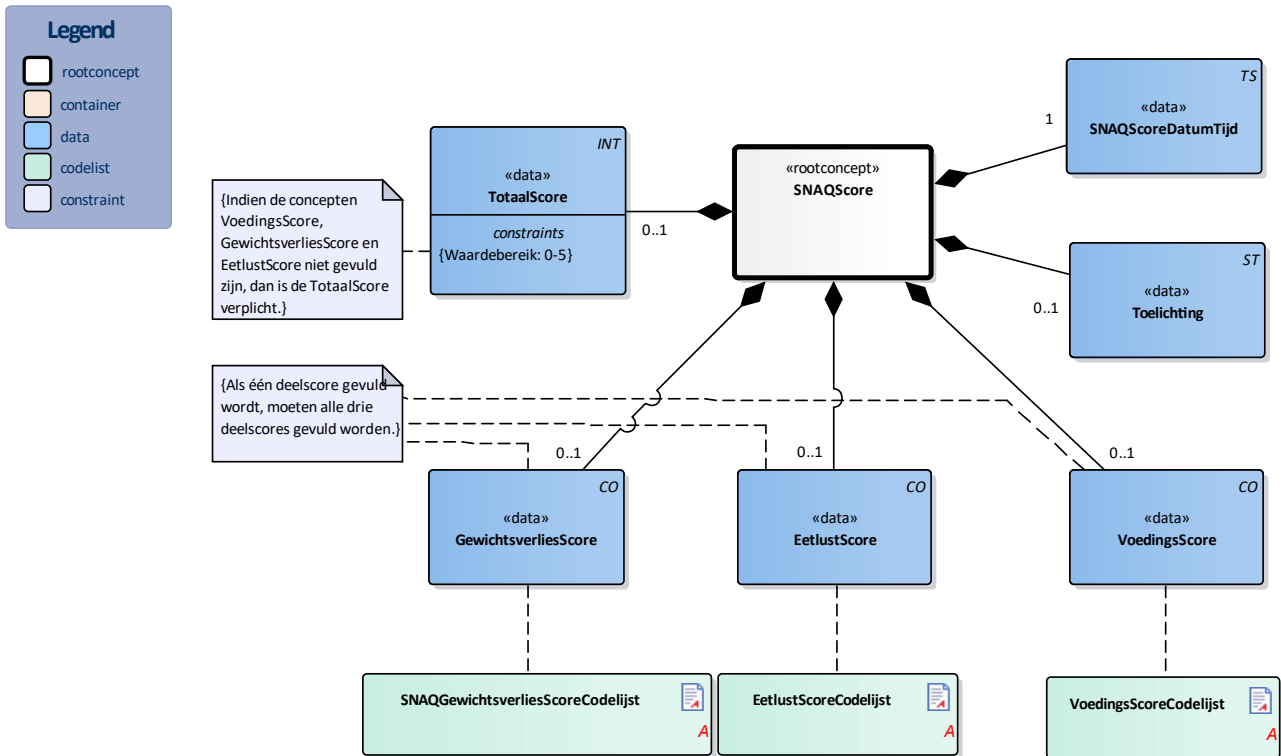 Legend
rootconcept
container
data
codelist
constraint
{Indien de concepten
VoedingsScore,
GewichtsverliesScore en
EetlustScore niet gevuld
zijn, dan is de TotaalScore
verplicht.}
INT
«data»
TotaalScore
constraints
{Waardebereik: 0-5}
0..1
«rootconcept»
SNAQScore
1
TS
«data»
SNAQScoreDatumTijd
0..1
ST
«data»
Toelichting
{Als één deelscore gevuld
wordt, moeten alle drie
deelscores gevuld worden.}
0..1
0..1
0..1
CO
«data»
GewichtsverliesScore
CO
«data»
EetlustScore
CO
«data»
VoedingsScore
SNAQGewichtsverliesScoreCodelijst
A
EetlustScoreCodelijst
A
VoedingsScoreCodelijst
A